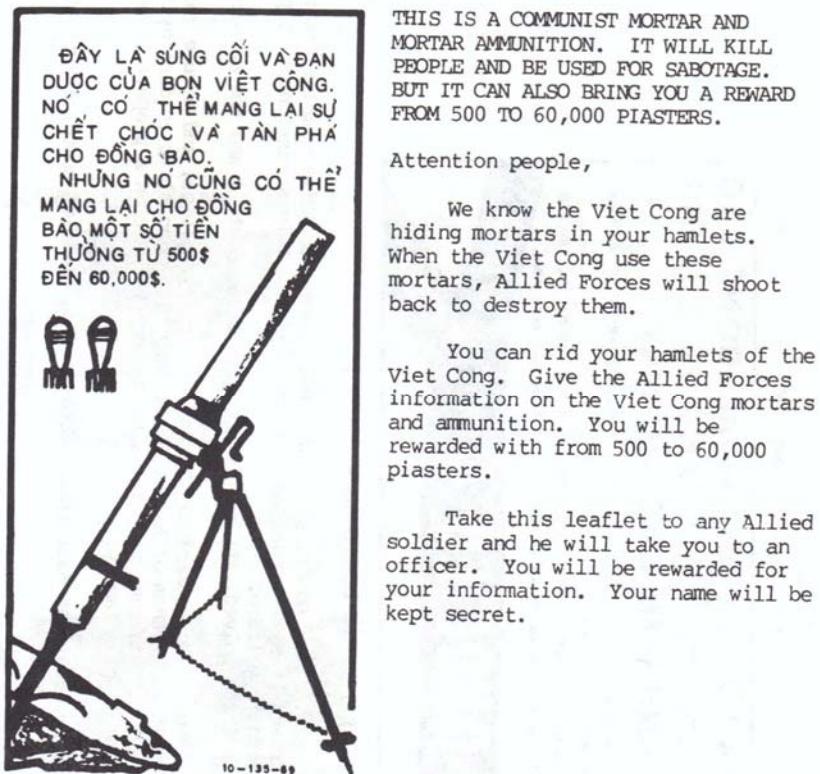 ĐÂY LÀ SÚNG CỐI VÀ ĐẠN
DƯỢC CỦA BỌN VIỆT CỘNG.
NÓ CÓ THỂ MANG LẠI SỰ
CHẾT CHÓC VÀ TÀN PHÁ
CHO ĐỒNG BÀO.
NHƯNG NÓ CŨNG CÓ THỂ
MANG LẠI CHO ĐỒNG
BÀO MỘT SỐ TIỀN
THƯỞNG TỪ 500$
ĐẾN 60,000$.
10-135-69
THIS IS A COMMUNIST MORTAR AND
MORTAR AMMUNITION. IT WILL KILL
PEOPLE AND BE USED FOR SABOTAGE.
BUT IT CAN ALSO BRING YOU A REWARD
FROM 500 TO 60,000 PIASTERS.
Attention people,
We know the Viet Cong are
hiding mortars in your hamlets.
When the Viet Cong use these
mortars, Allied Forces will shoot
back to destroy them.
You can rid your hamlets of the
Viet Cong. Give the Allied Forces
information on the Viet Cong mortars
and ammunition. You will be
rewarded with from 500 to 60,000
piasters.
Take this leaflet to any Allied
soldier and he will take you to an
officer. You will be rewarded for
your information. Your name will be
kept secret.